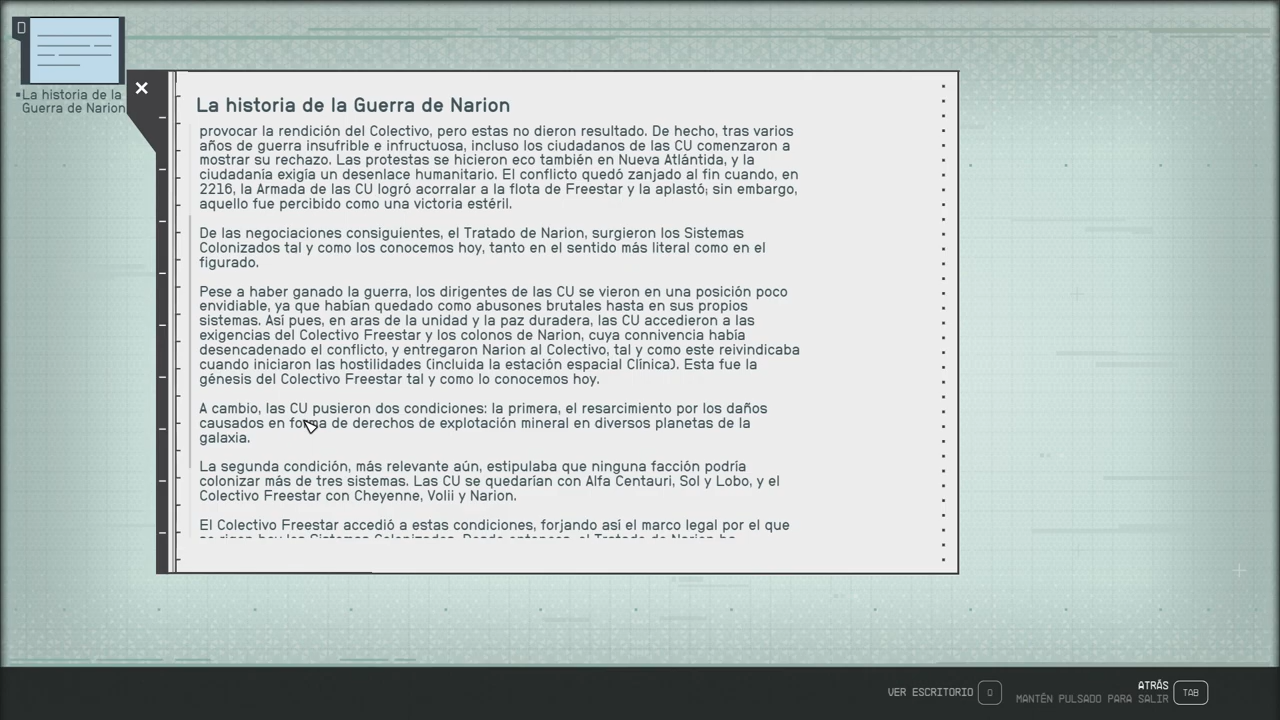 D
La historia de la
Guerra de Narion
La historia de la Guerra de Narion
provocar la rendición del Colectivo, pero estas no dieron resultado. De hecho, tras varios
años de guerra insufrible e infructuosa, incluso los ciudadanos de las CU comenzaron a
mostrar su rechazo. Las protestas se hicieron eco también en Nueva Atlántida, y la
ciudadanía exigía un desenlace humanitario. El conflicto quedó zanjado al fin cuando, en
2216, la Armada de las CU logró acorralar a la flota de Freestar y la aplastó; sin embargo,
aquello fue percibido como una victoria estéril.
De las negociaciones consiguientes, el Tratado de Narion, surgieron los Sistemas
Colonizados tal y como los conocemos hoy, tanto en el sentido más literal como en el
figurado.
Pese a haber ganado la guerra, los dirigentes de las CU se vieron en una posición poco
envidiable, ya que habían quedado como abusones brutales hasta en sus propios
sistemas. Así pues, en aras de la unidad y la paz duradera, las CU accedieron a las
exigencias del Colectivo Freestar y los colonos de Narion, cuya connivencia había
desencadenado el conflicto, y entregaron Narion al Colectivo, tal y como este reivindicaba
cuando iniciaron las hostilidades (incluida la estación espacial Clínica). Esta fue la
génesis del Colectivo Freestar tal y como lo conocemos hoy.
A cambio, las CU pusieron dos condiciones: la primera, el resarcimiento por los daños
causados en forma de derechos de explotación mineral en diversos planetas de la
galaxia.
La segunda condición, más relevante aún, estipulaba que ninguna facción podría
colonizar más de tres sistemas. Las CU se quedarían con Alfa Centauri, Sol y Lobo, y el
Colectivo Freestar con Cheyenne, Volii y Narion.
El Colectivo Freestar accedió a estas condiciones, forjando así el marco legal por el que
se rigen hoy los Sistemas Colonizados. Desde entonces, el Tratado de Narion ha
VER ESCRITORIO Q
ATRÁS TAB
MANTÉN PULSADO PARA SALIR